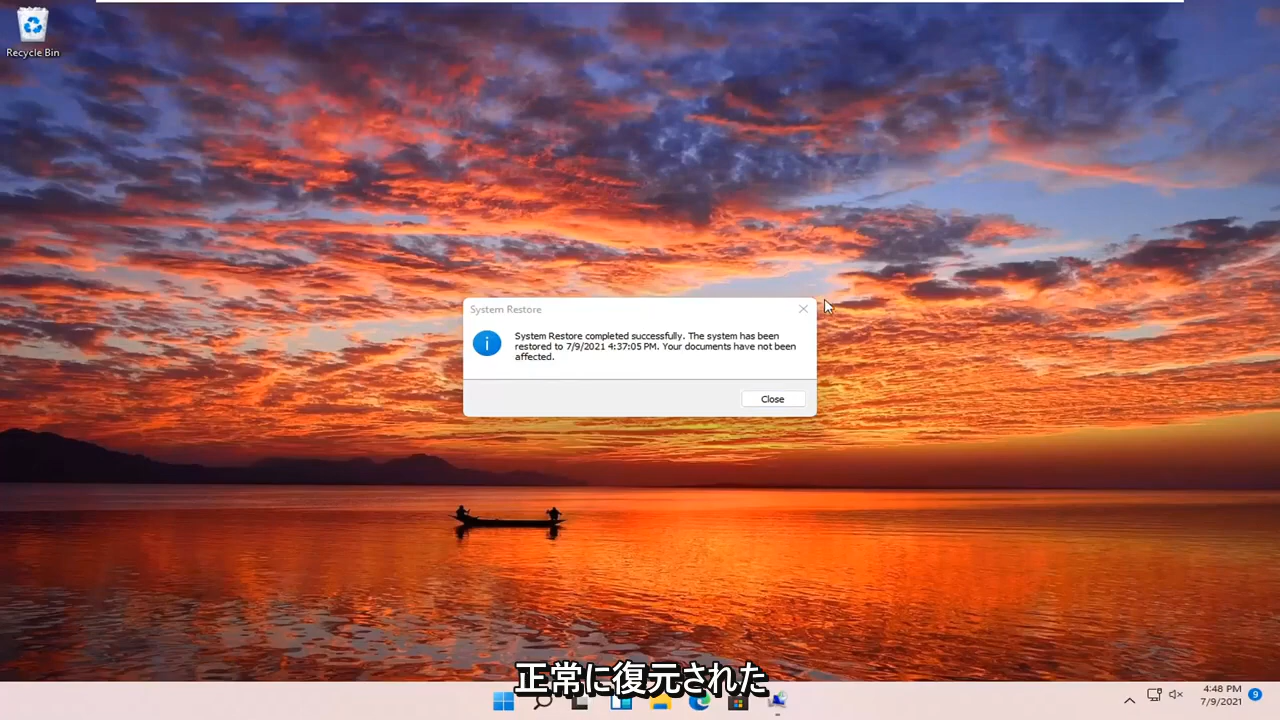 Recycle Bin
System Restore
System Restore completed successfully. The system has been
restored to 7/9/2021 4:37:05 PM. Your documents have not been
affected.
Close
正常に復元された
4:48 PM
7/9/2021
9